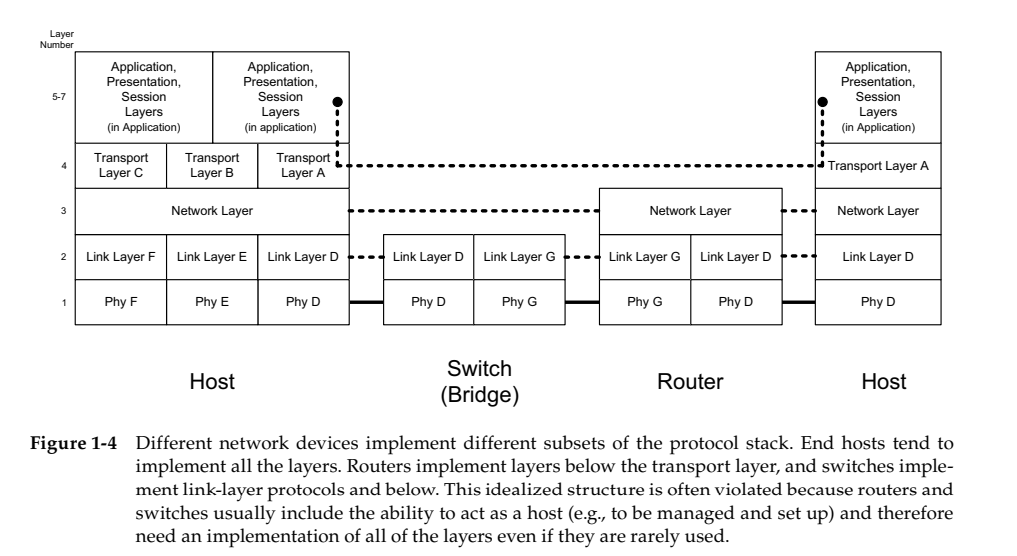 Layer
Number
5-7
Application,
Presentation,
Session
Layers
(in Application)
Application,
Presentation,
Session
Layers
(in application)
Application,
Presentation,
Session
Layers
(in Application)
4
Transport
Layer C
Transport
Layer B
Transport
Layer A
Transport Layer A
3
Network Layer
Network Layer
Network Layer
2
Link Layer F
Link Layer E
Link Layer D
Link Layer D
Link Layer G
Link Layer G
Link Layer D
Link Layer D
1
Phy F
Phy E
Phy D
Phy D
Phy G
Phy G
Phy D
Phy D
Host
Switch
(Bridge)
Router
Host
Figure 1-4 Different network devices implement different subsets of the protocol stack. End hosts tend to
implement all the layers. Routers implement layers below the transport layer, and switches imple-
ment link-layer protocols and below. This idealized structure is often violated because routers and
switches usually include the ability to act as a host (e.g., to be managed and set up) and therefore
need an implementation of all of the layers even if they are rarely used.